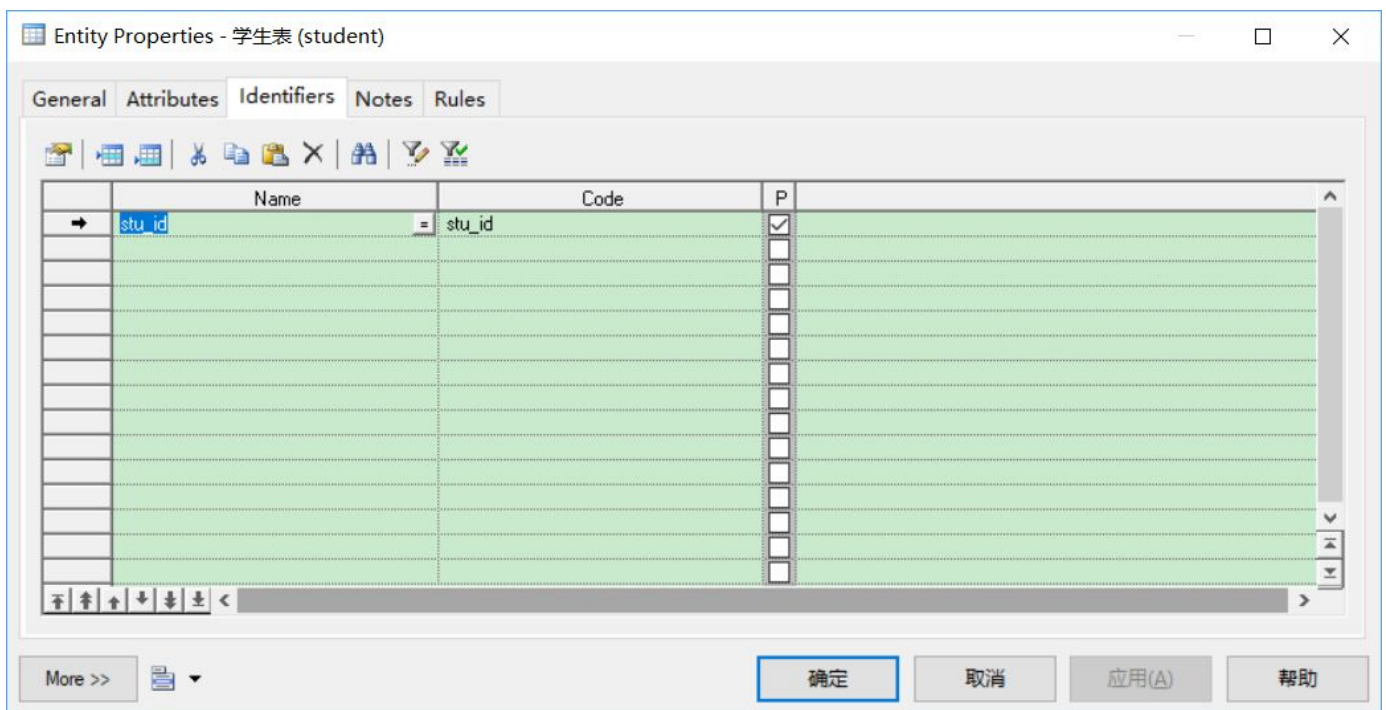 Entity Properties - 学生表 (student)
General Attributes Identifiers Notes Rules
Name Code P
stu_id = stu_id
More >> 确定 取消 应用(A) 帮助